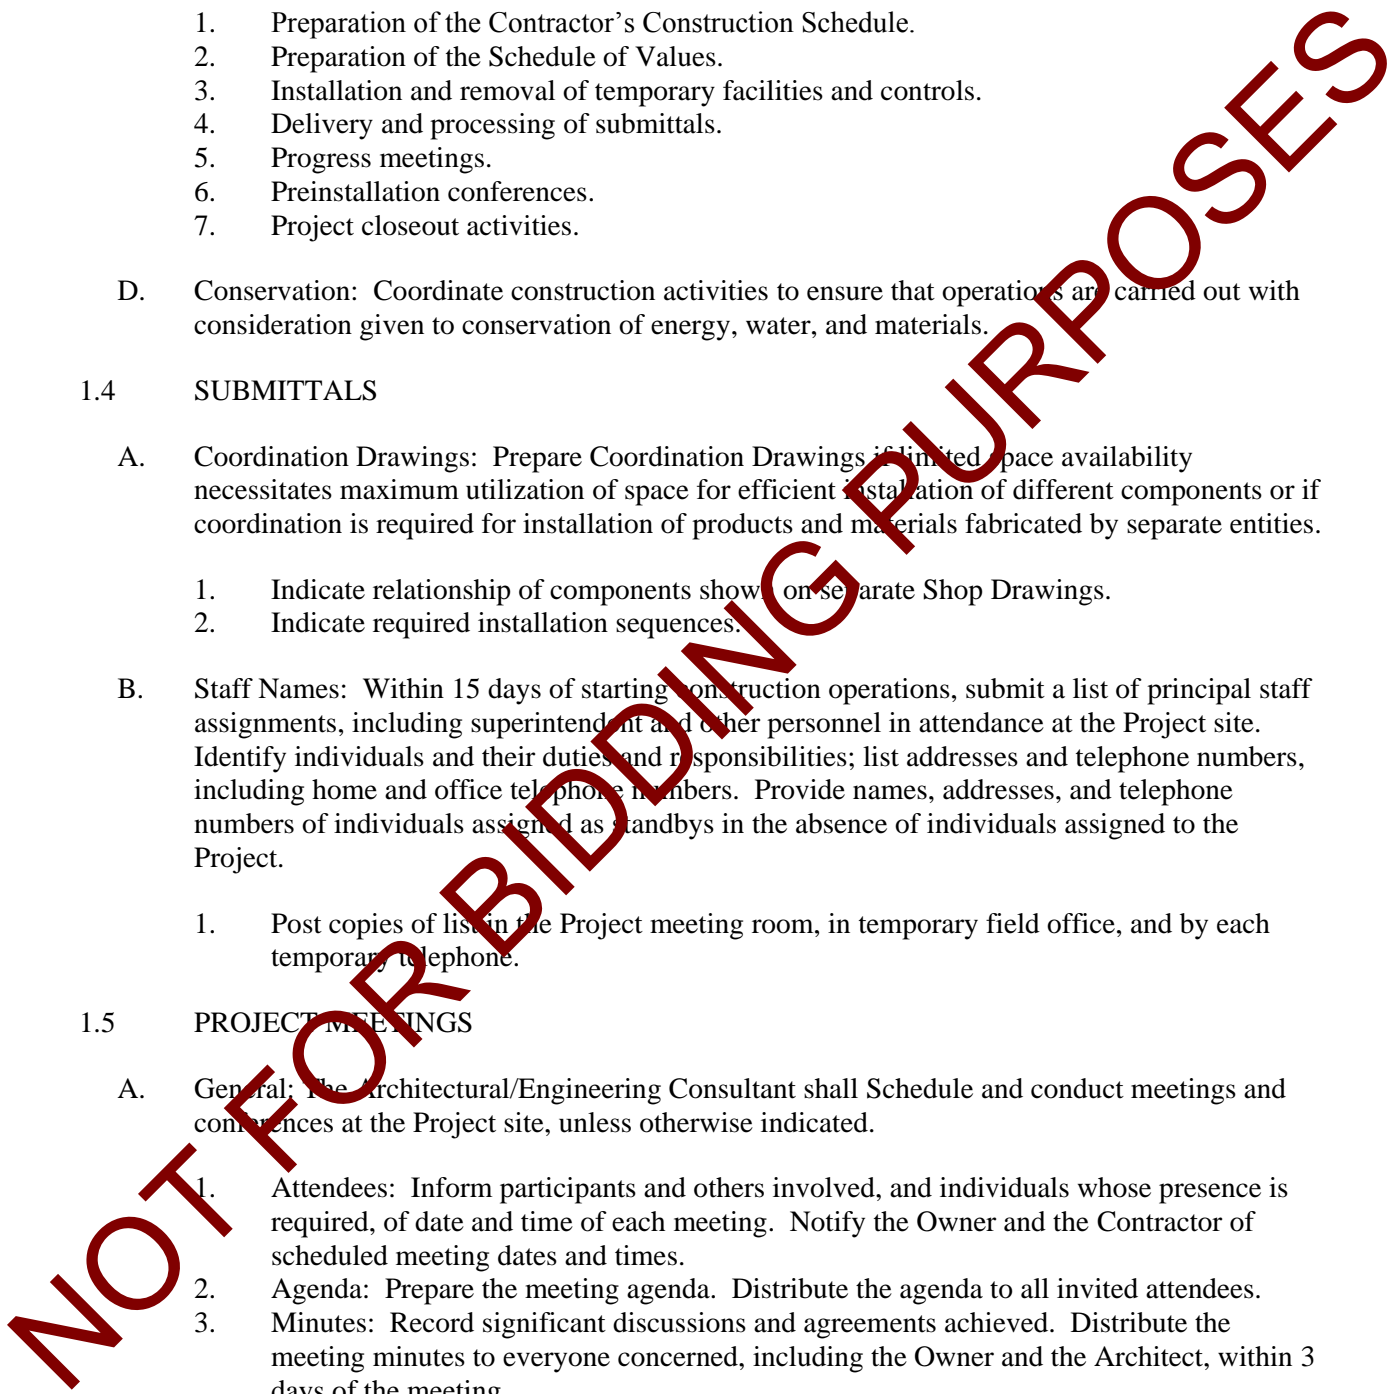 1. Preparation of the Contractor’s Construction Schedule.
2. Preparation of the Schedule of Values.
3. Installation and removal of temporary facilities and controls.
4. Delivery and processing of submittals.
5. Progress meetings.
6. Preinstallation conferences.
7. Project closeout activities.
D. Conservation: Coordinate construction activities to ensure that operations are carried out with
consideration given to conservation of energy, water, and materials.
1.4 SUBMITTALS
A. Coordination Drawings: Prepare Coordination Drawings if limited space availability
necessitates maximum utilization of space for efficient installation of different components or if
coordination is required for installation of products and materials fabricated by separate entities.
1. Indicate relationship of components shown on separate Shop Drawings.
2. Indicate required installation sequences.
B. Staff Names: Within 15 days of starting construction operations, submit a list of principal staff
assignments, including superintendent and other personnel in attendance at the Project site.
Identify individuals and their duties and responsibilities; list addresses and telephone numbers,
including home and office telephone numbers. Provide names, addresses, and telephone
numbers of individuals assigned as standbys in the absence of individuals assigned to the
Project.
1. Post copies of list in the Project meeting room, in temporary field office, and by each
temporary telephone.
1.5 PROJECT MEETINGS
A. General: The Architectural/Engineering Consultant shall Schedule and conduct meetings and
conferences at the Project site, unless otherwise indicated.
1. Attendees: Inform participants and others involved, and individuals whose presence is
required, of date and time of each meeting. Notify the Owner and the Contractor of
scheduled meeting dates and times.
2. Agenda: Prepare the meeting agenda. Distribute the agenda to all invited attendees.
3. Minutes: Record significant discussions and agreements achieved. Distribute the
meeting minutes to everyone concerned, including the Owner and the Architect, within 3
days of the meeting.
NOT FOR BIDDING PURPOSES